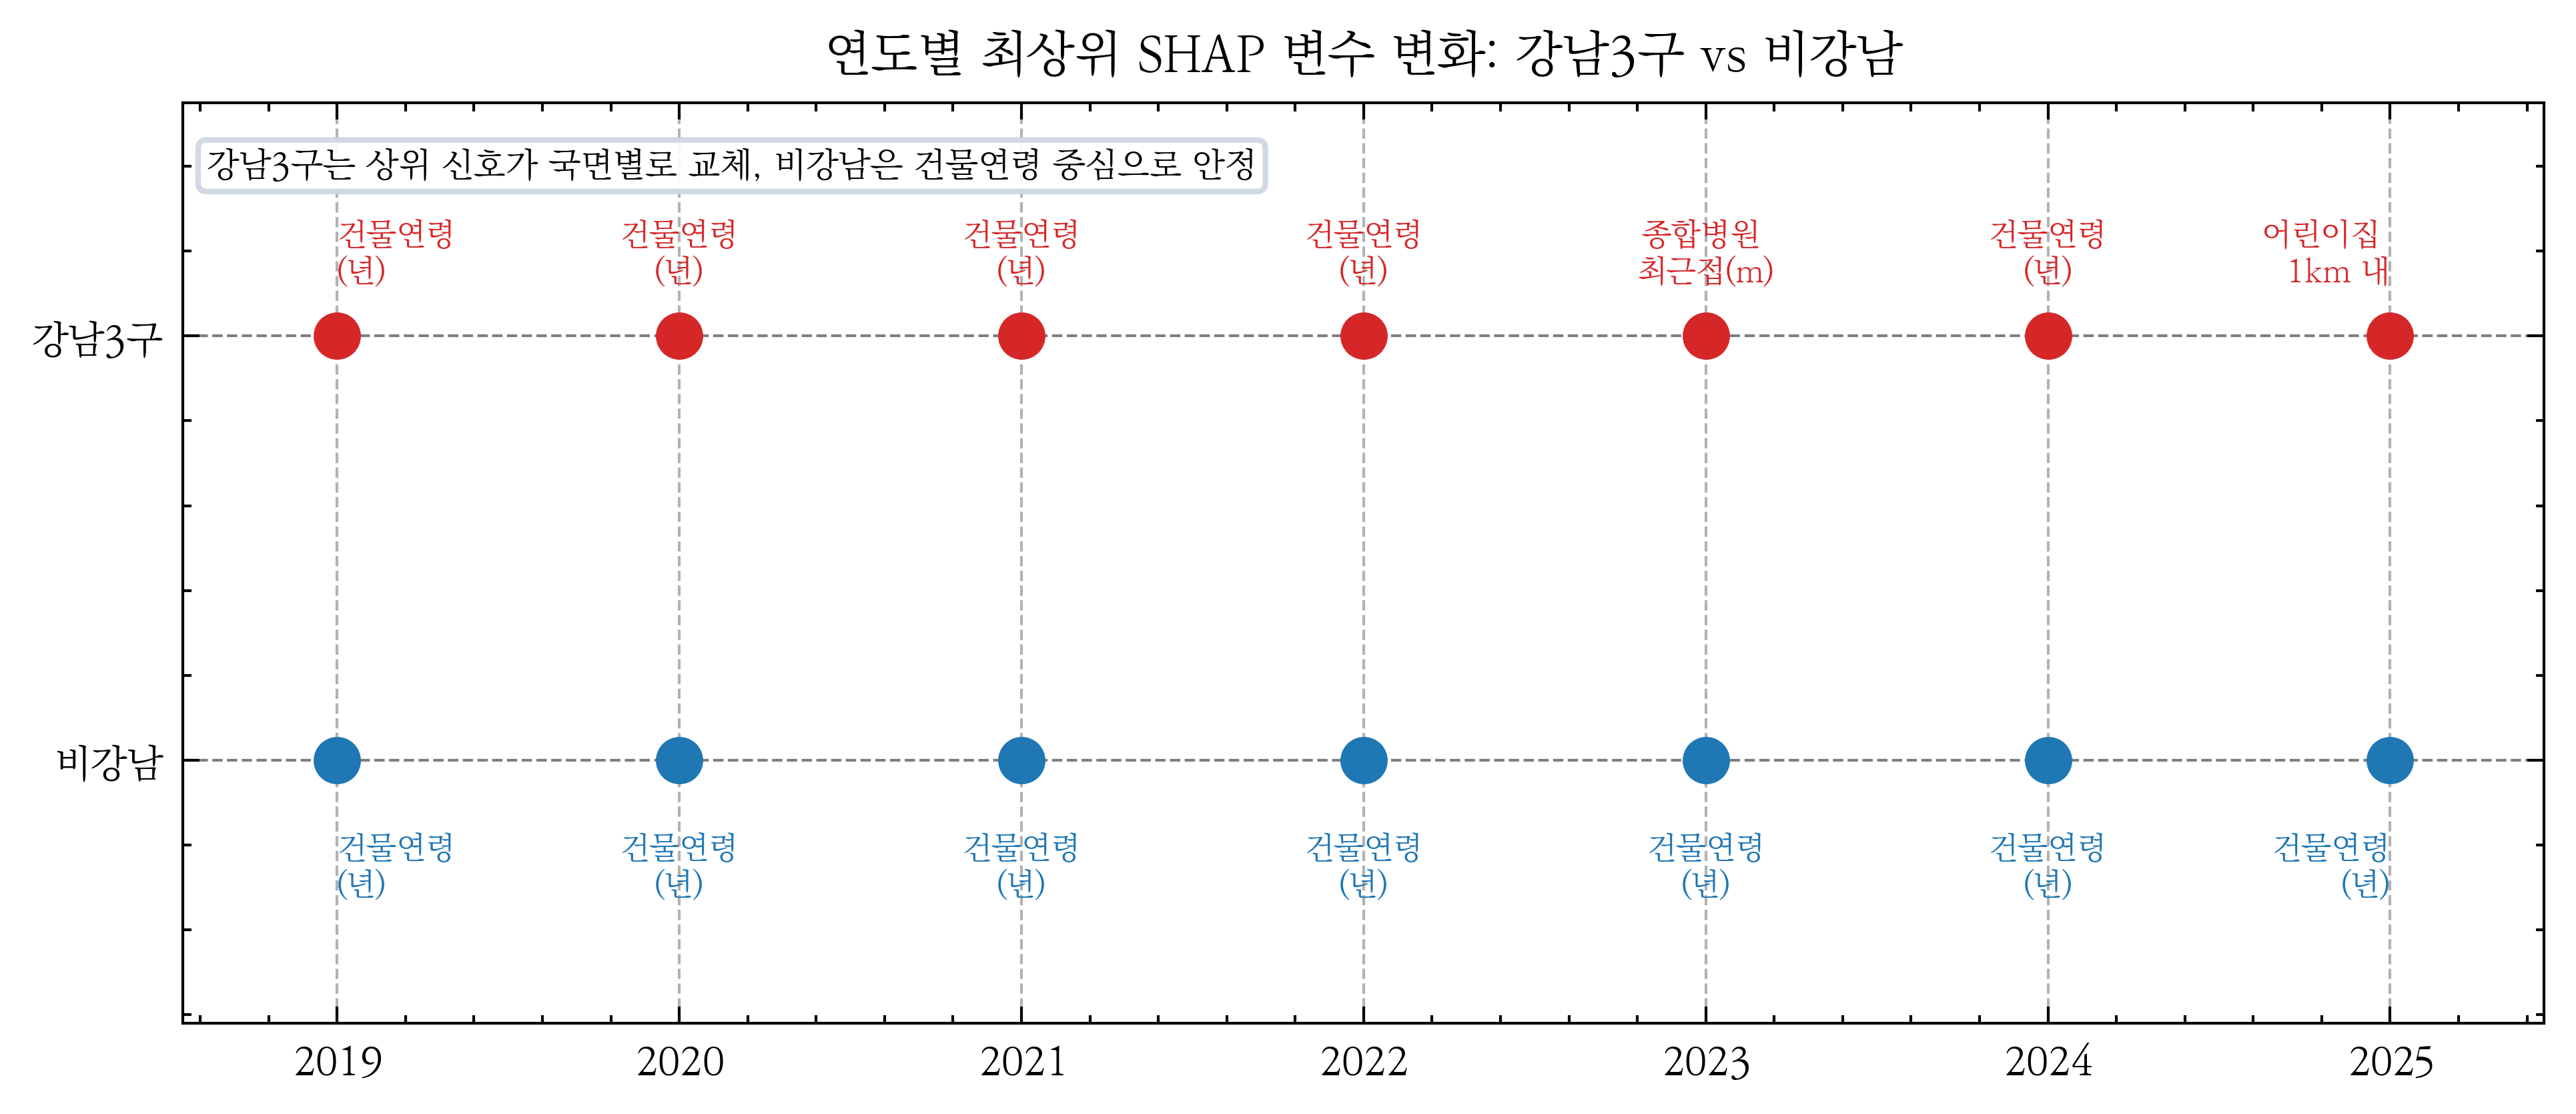 연도별 최상위 SHAP 변수 변화: 강남3구 vs 비강남
강남3구는 상위 신호가 국면별로 교체, 비강남은 건물연령 중심으로 안정
건물연령
(년)
건물연령
(년)
건물연령
(년)
건물연령
(년)
종합병원
최근접(m)
건물연령
(년)
어린이집
1km 내
강남3구
비강남
건물연령
(년)
건물연령
(년)
건물연령
(년)
건물연령
(년)
건물연령
(년)
건물연령
(년)
건물연령
(년)
2019
2020
2021
2022
2023
2024
2025